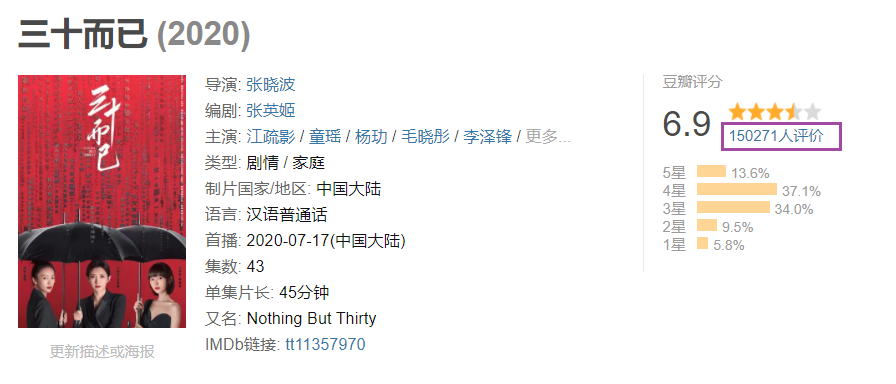 三十而已 (2020)
三十而已
导演: 张晓波
编剧: 张英姬
主演: 江疏影 / 童瑶 / 杨玏 / 毛晓彤 / 李泽锋 / 更多...
类型: 剧情 / 家庭
制片国家/地区: 中国大陆
语言: 汉语普通话
首播: 2020-07-17(中国大陆)
集数: 43
单集片长: 45分钟
又名: Nothing But Thirty
IMDb链接: tt11357970
更新描述或海报
豆瓣评分
6.9
150271人评价
5星 13.6%
4星 37.1%
3星 34.0%
2星 9.5%
1星 5.8%